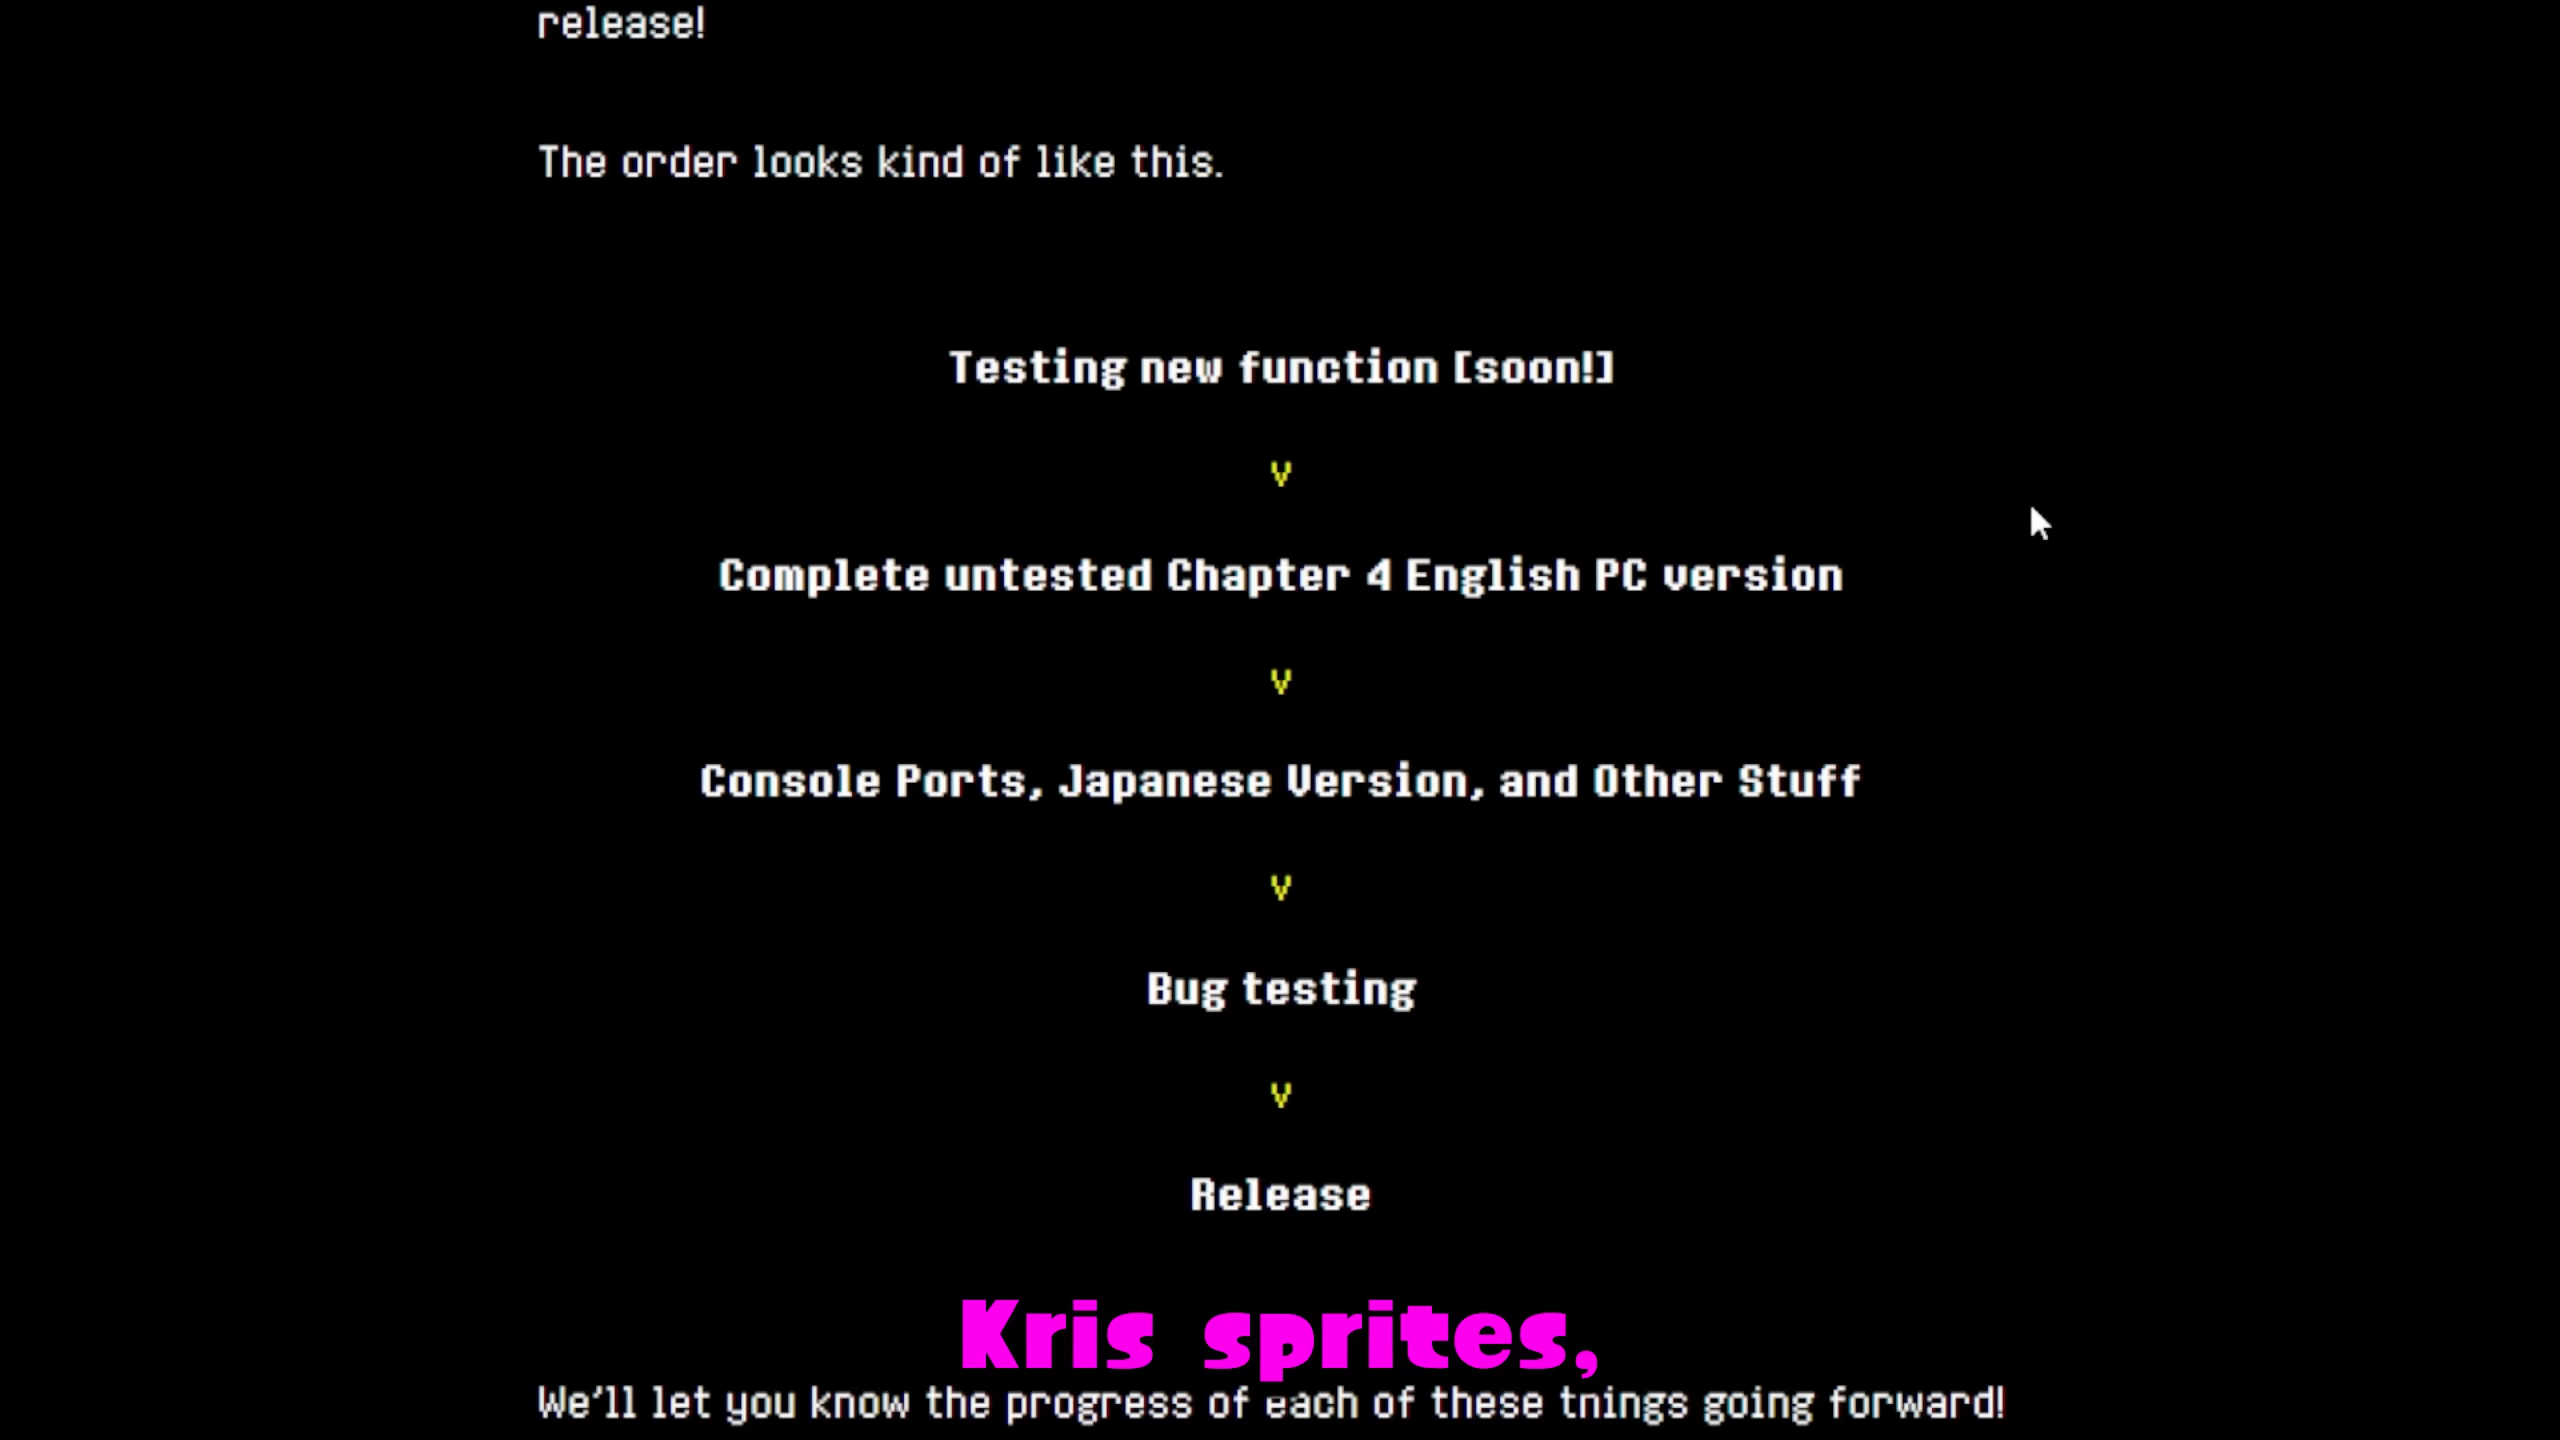 release!
The order looks kind of like this.
Testing new function [soon!]
v
Complete untested Chapter 4 English PC version
v
Console Ports, Japanese Version, and Other Stuff
v
Bug testing
v
Release
Kris sprites,
We'll let you know the progress of each of these things going forward!